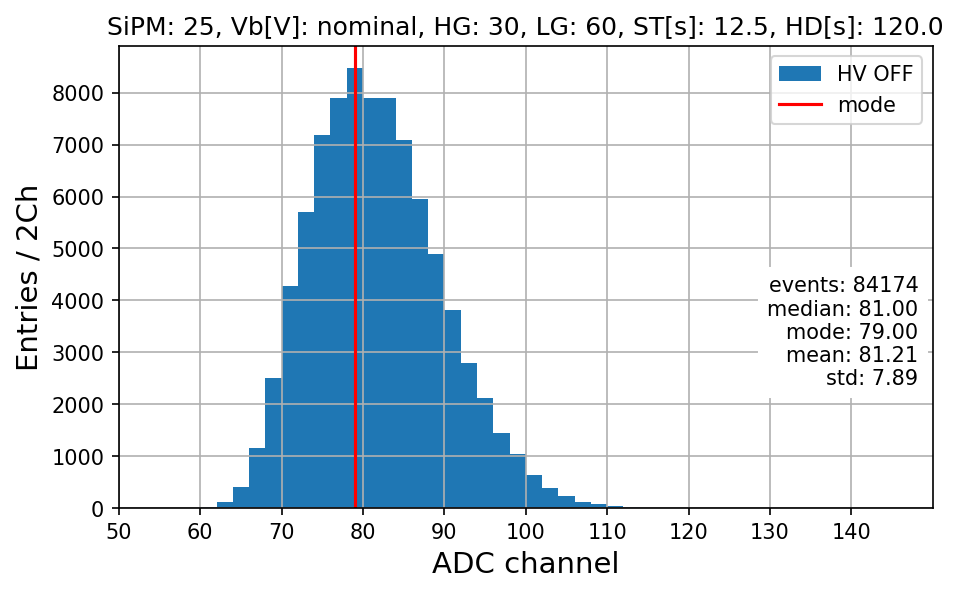 SiPM: 25, Vb[V]: nominal, HG: 30, LG: 60, ST[s]: 12.5, HD[s]: 120.0
HV OFF
mode
Entries / 2Ch
8000
7000
6000
5000
4000
3000
2000
1000
0
events: 84174
median: 81.00
mode: 79.00
mean: 81.21
std: 7.89
50 60 70 80 90 100 110 120 130 140
ADC channel